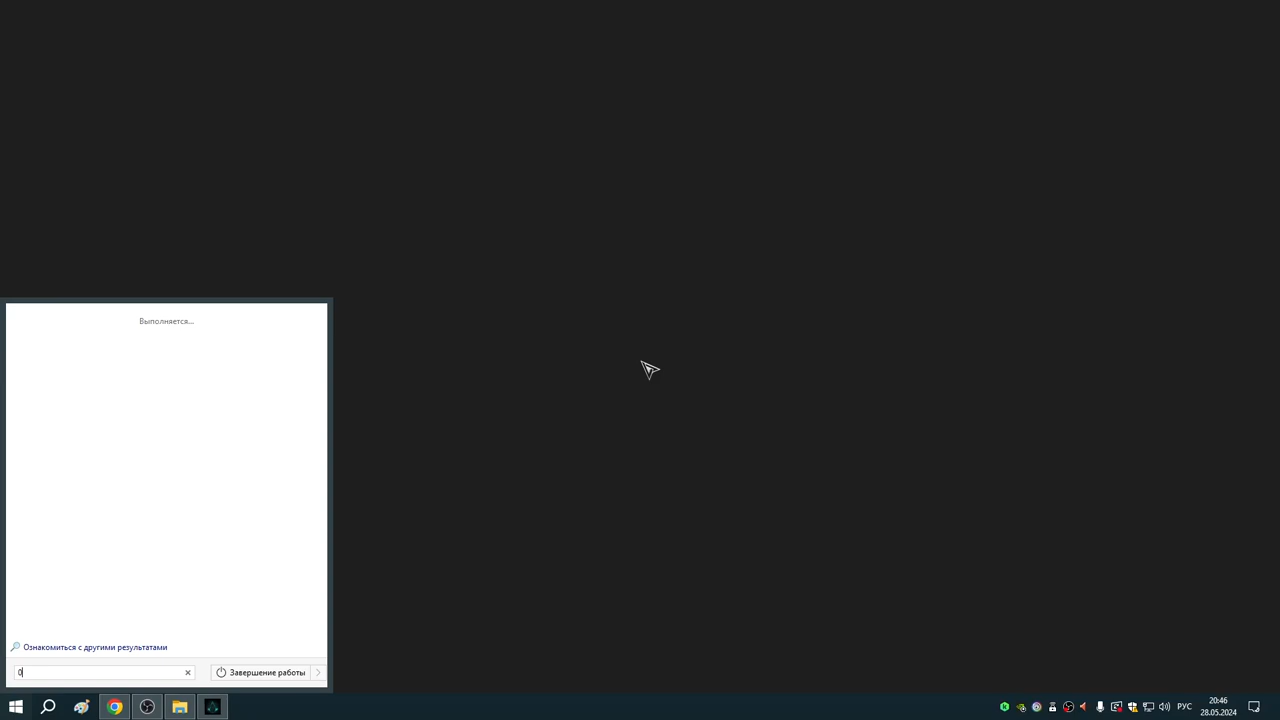 Выполняется...
Ознакомиться с другими результатами
0
Завершение работы
РУС
20:46
28.05.2024